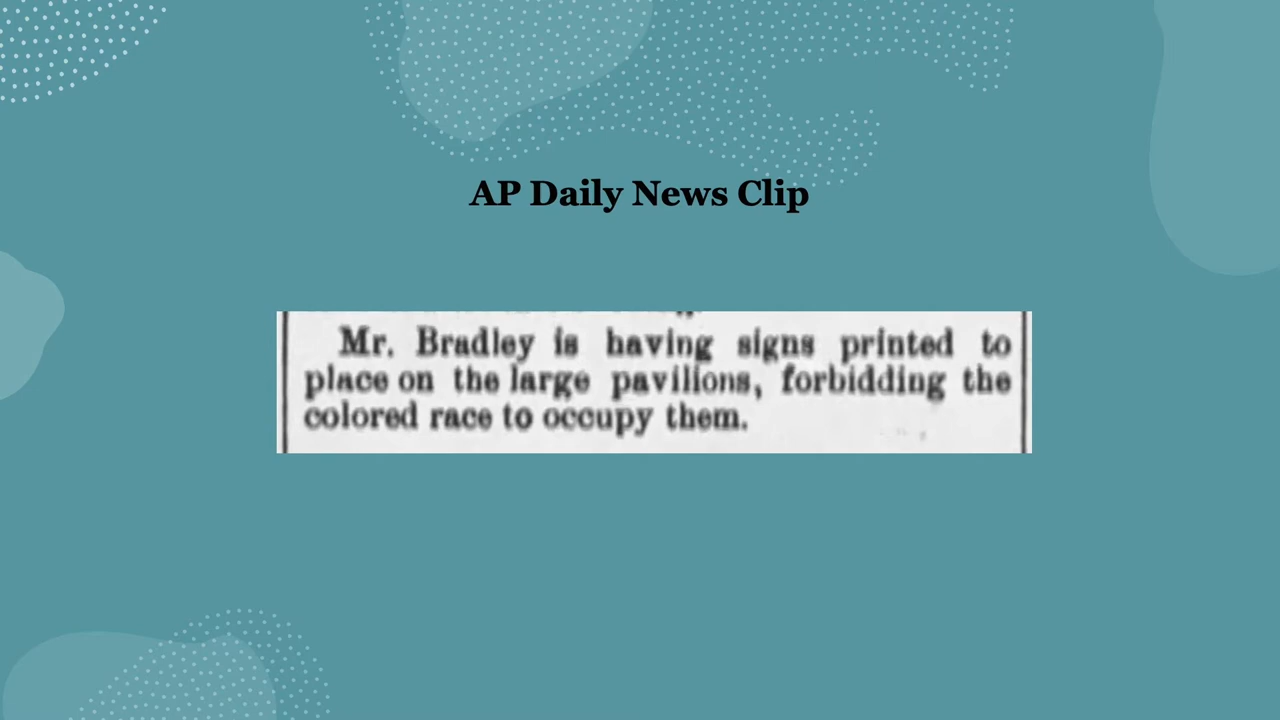 AP Daily News Clip
Mr. Bradley is having signs printed to
place on the large pavilions, forbidding the
colored race to occupy them.